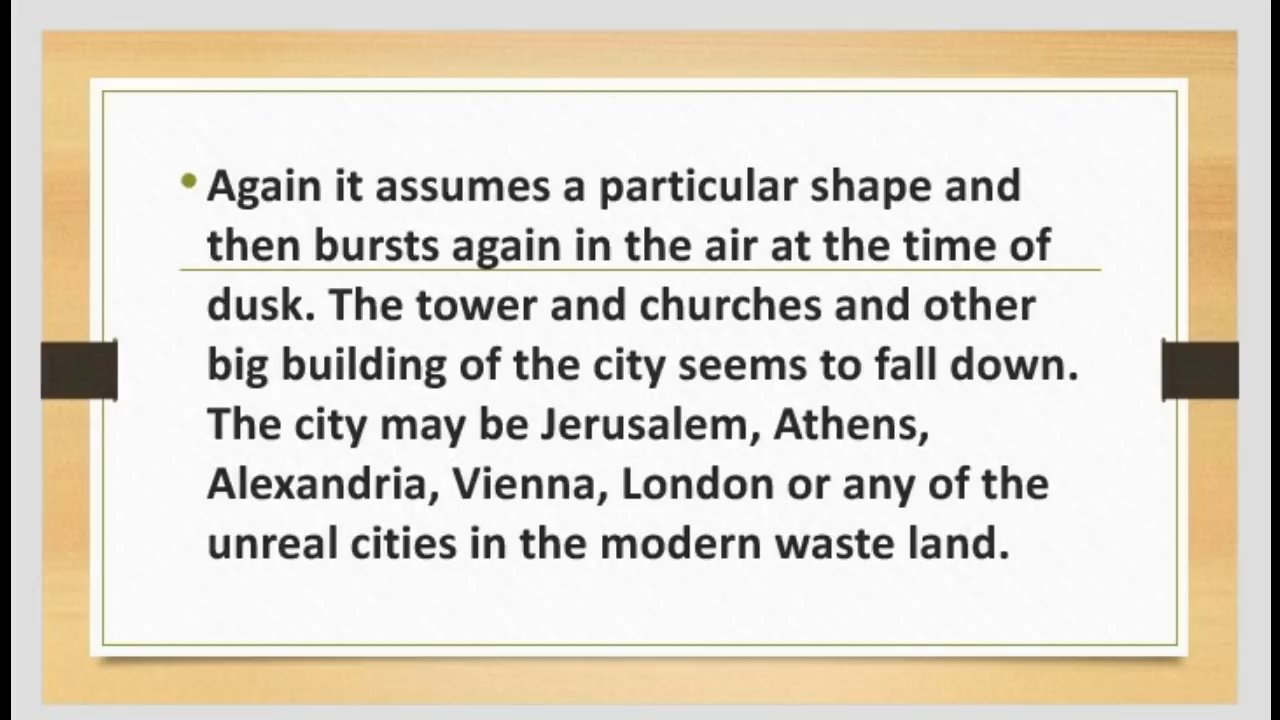 Again it assumes a particular shape and
then bursts again in the air at the time of
dusk. The tower and churches and other
big building of the city seems to fall down.
The city may be Jerusalem, Athens,
Alexandria, Vienna, London or any of the
unreal cities in the modern waste land.